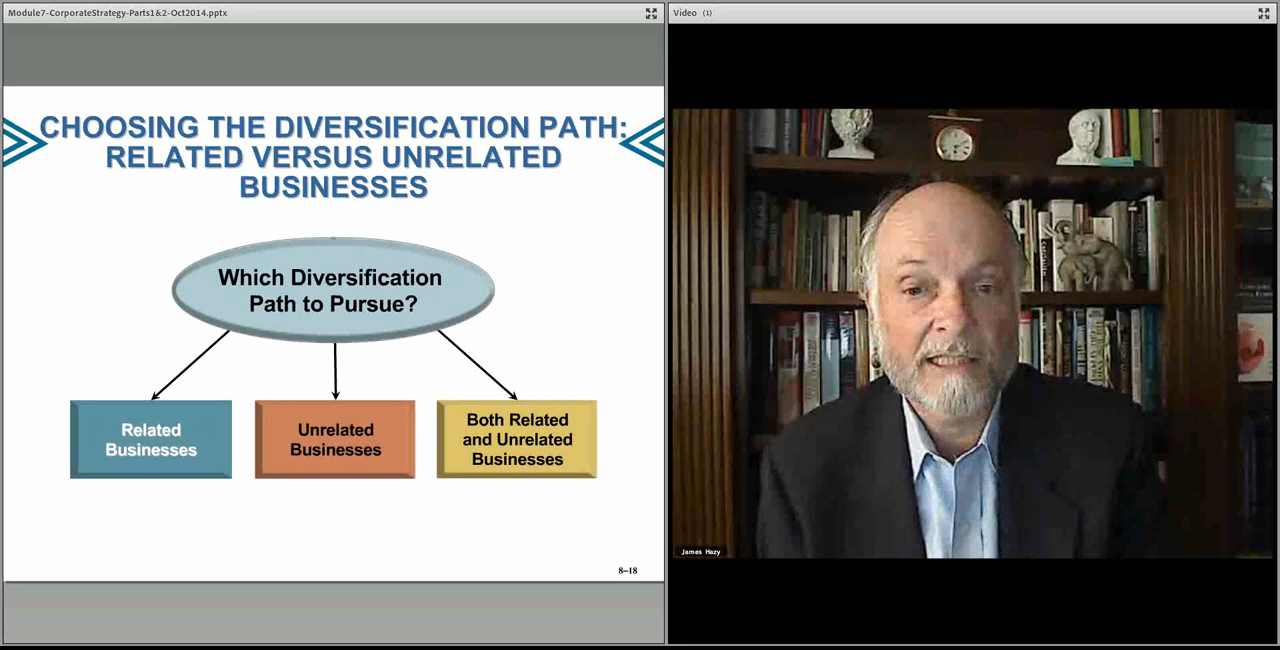 Module7-CorporateStrategy-Parts1&2-Oct2014.pptx
CHOOSING THE DIVERSIFICATION PATH:
RELATED VERSUS UNRELATED
BUSINESSES
Which Diversification
Path to Pursue?
Related
Businesses
Unrelated
Businesses
Both Related
and Unrelated
Businesses
8–18
Video (1)
James Hazy